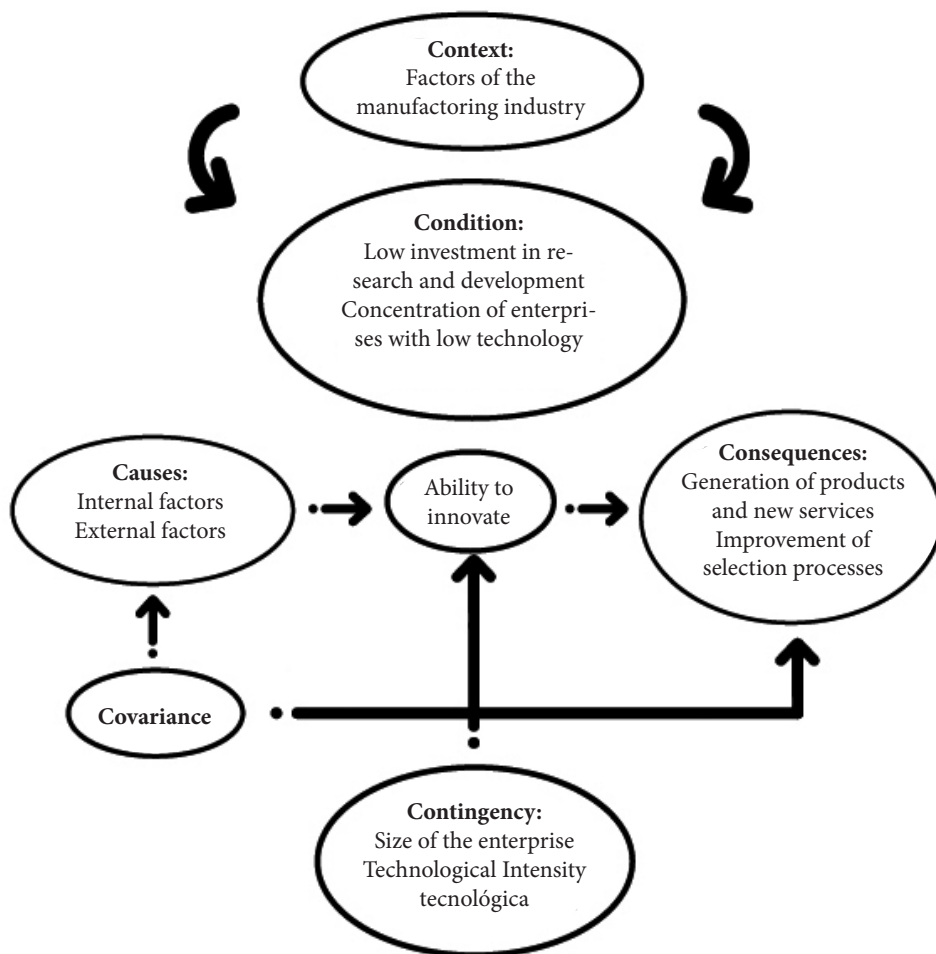 Context:
Factors of the
manufactoring industry
Condition:
Low investment in re-
search and development
Concentration of enterpri-
ses with low technology
Causes:
Internal factors
External factors
Ability to
innovate
Consequences:
Generation of products
and new services
Improvement of
selection processes
Covariance
Contingency:
Size of the enterprise
Technological Intensity
tecnológica